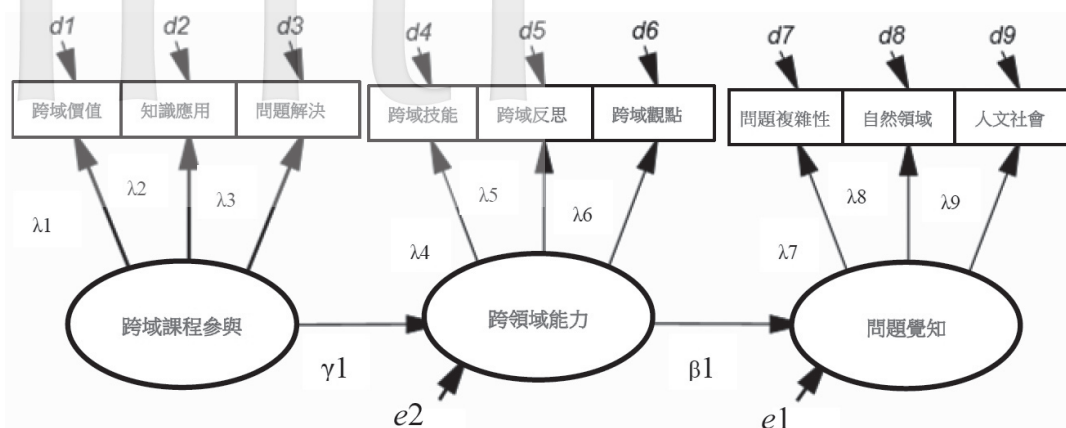 d1 d2 d3 d4 d5 d6 d7 d8 d9
跨域價值 知識應用 問題解決 跨域技能 跨域反思 跨域觀點 問題複雜性 自然領域 人文社會
λ1 λ2 λ3 λ4 λ5 λ6 λ7 λ8 λ9
跨域課程參與 跨領域能力 問題覺知
γ1 β1
e2 e1